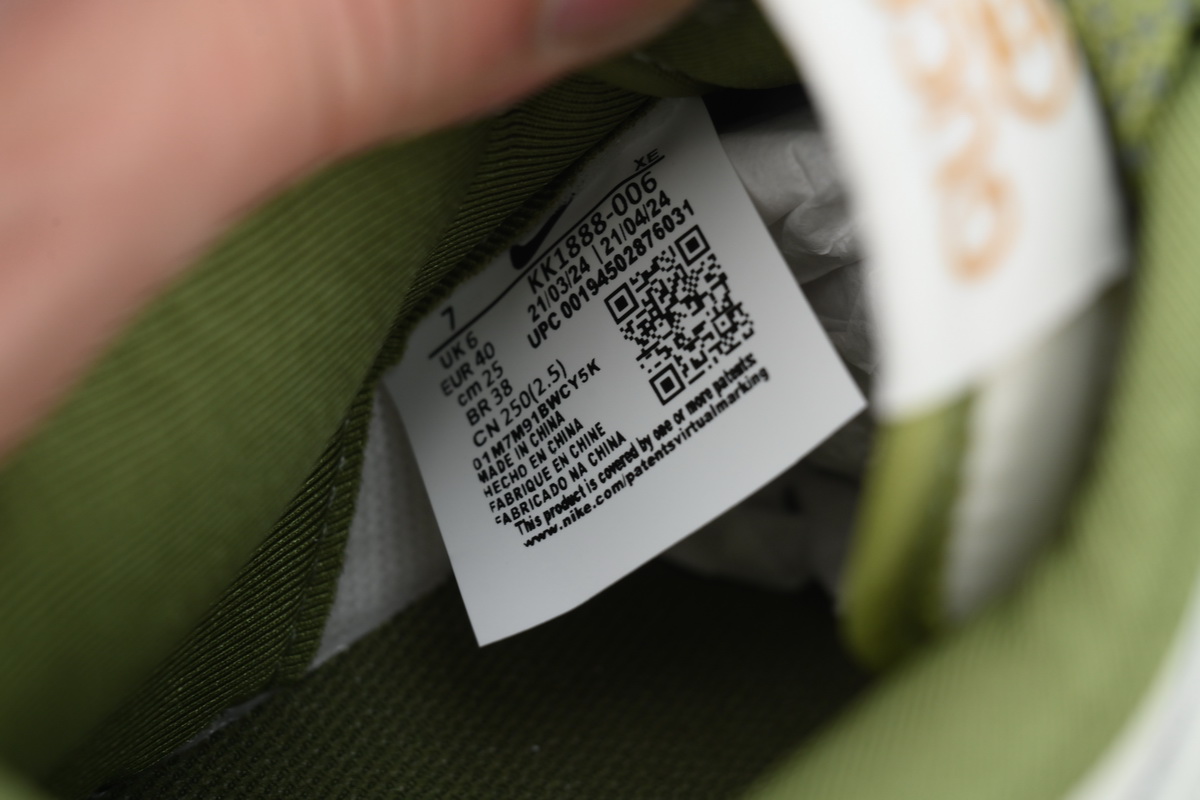 XE
KK1888-006
21/03/24 | 21/04/24
UPC 00194502876031
7
UK 6
EUR 40
cm 25
BR 38
CN 250(2.5)
01M7M91BWCY5K
MADE IN CHINA
HECHO EN CHINA
FABRIQUE EN CHINE
FABRICADO NA CHINA
This product is covered by one or more patents:
www.nike.com/patentsvirtualmarking